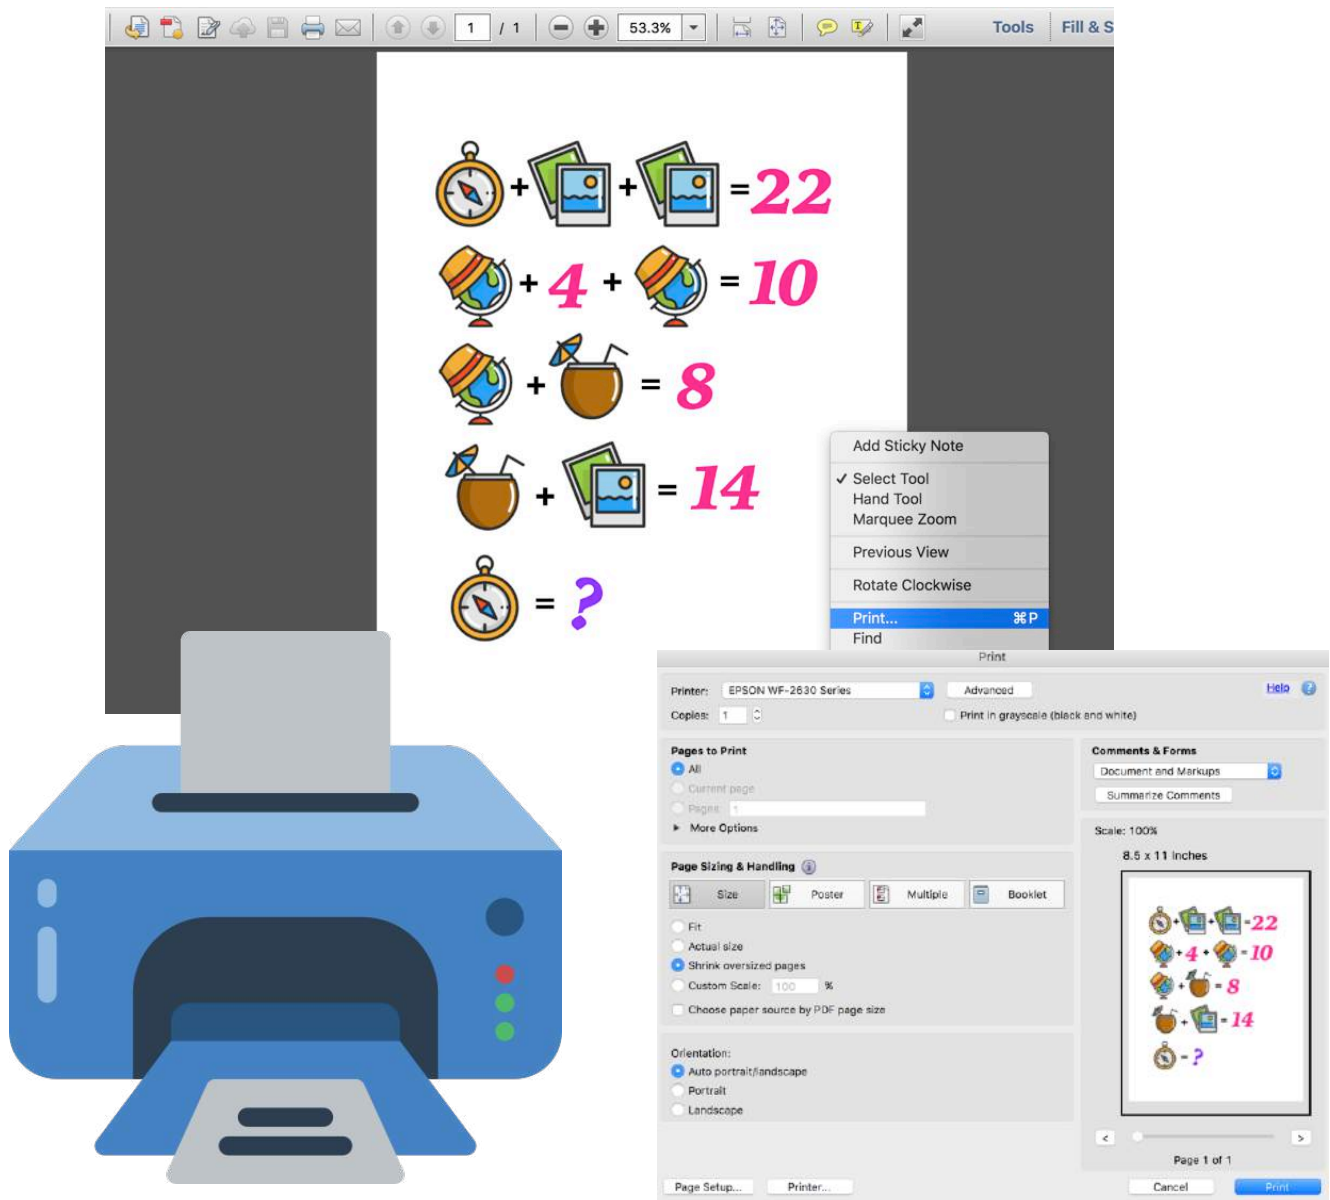 1 / 1 53.3% Tools Fill & S
+ + =22
+ 4 + = 10
+ = 8
+ = 14
= ?
Add Sticky Note
✓ Select Tool
Hand Tool
Marquee Zoom
Previous View
Rotate Clockwise
Print... ⌘P
Find
Print
Printer: EPSON WF-2630 Series Advanced Help ?
Copies: 1 Print in grayscale (black and white)
Pages to Print
All
Current page
Pages 1
More Options
Page Sizing & Handling i
Size Poster Multiple Booklet
Fit
Actual size
Shrink oversized pages
Custom Scale: 100 %
Choose paper source by PDF page size
Orientation:
Auto portrait/landscape
Portrait
Landscape
Comments & Forms
Document and Markups
Summarize Comments
Scale: 100%
8.5 x 11 Inches
+ + =22
+ 4 + = 10
+ = 8
+ = 14
= ?
< >
Page 1 of 1
Page Setup... Printer... Cancel Print